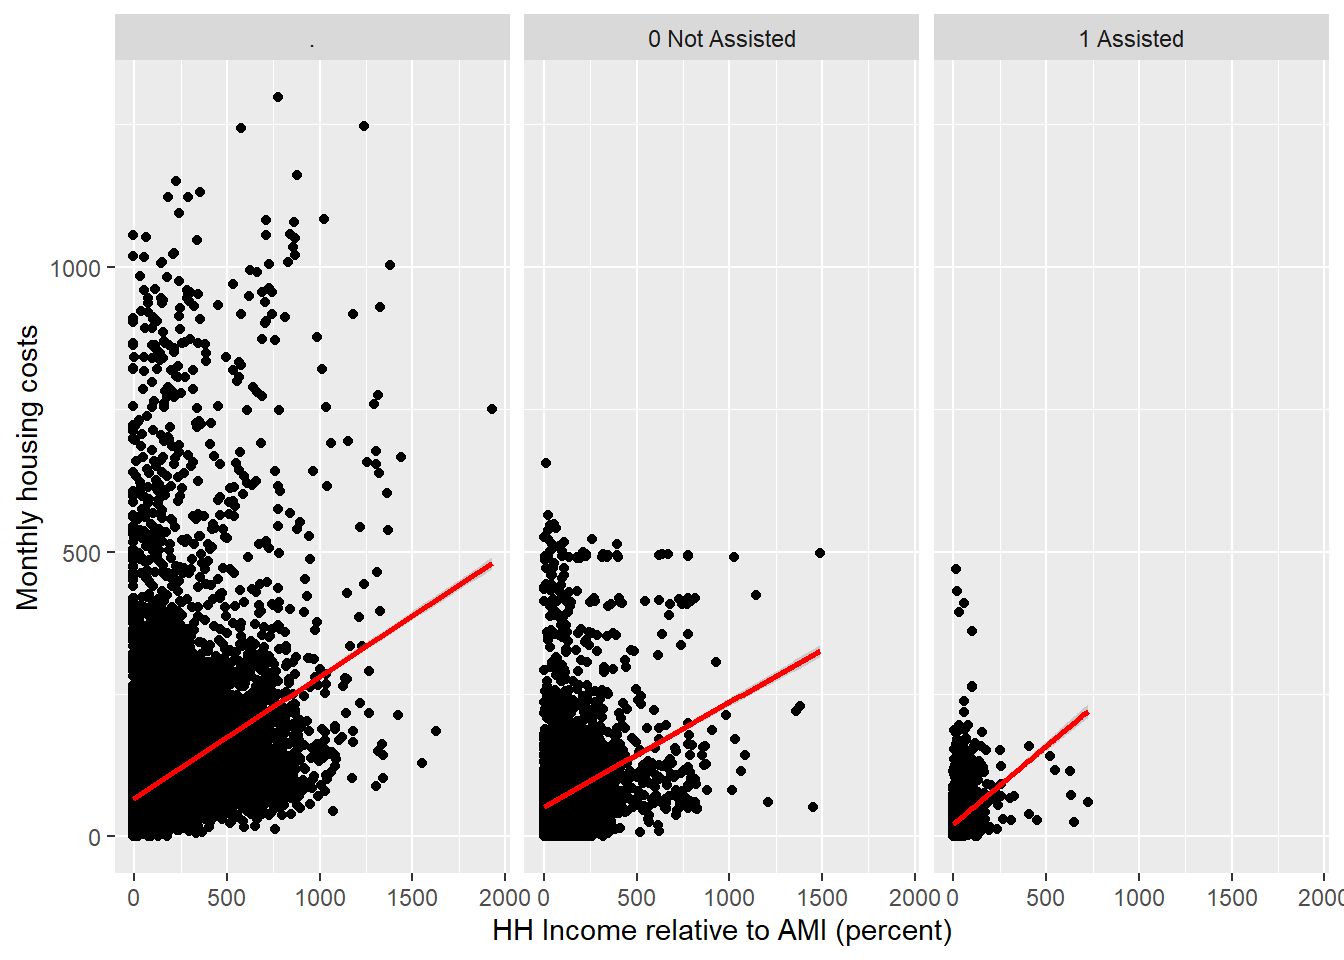 .
0 Not Assisted
1 Assisted
Monthly housing costs
1000
500
0
0 500 1000 1500 2000
0 500 1000 1500 2000
0 500 1000 1500 2000
HH Income relative to AMI (percent)